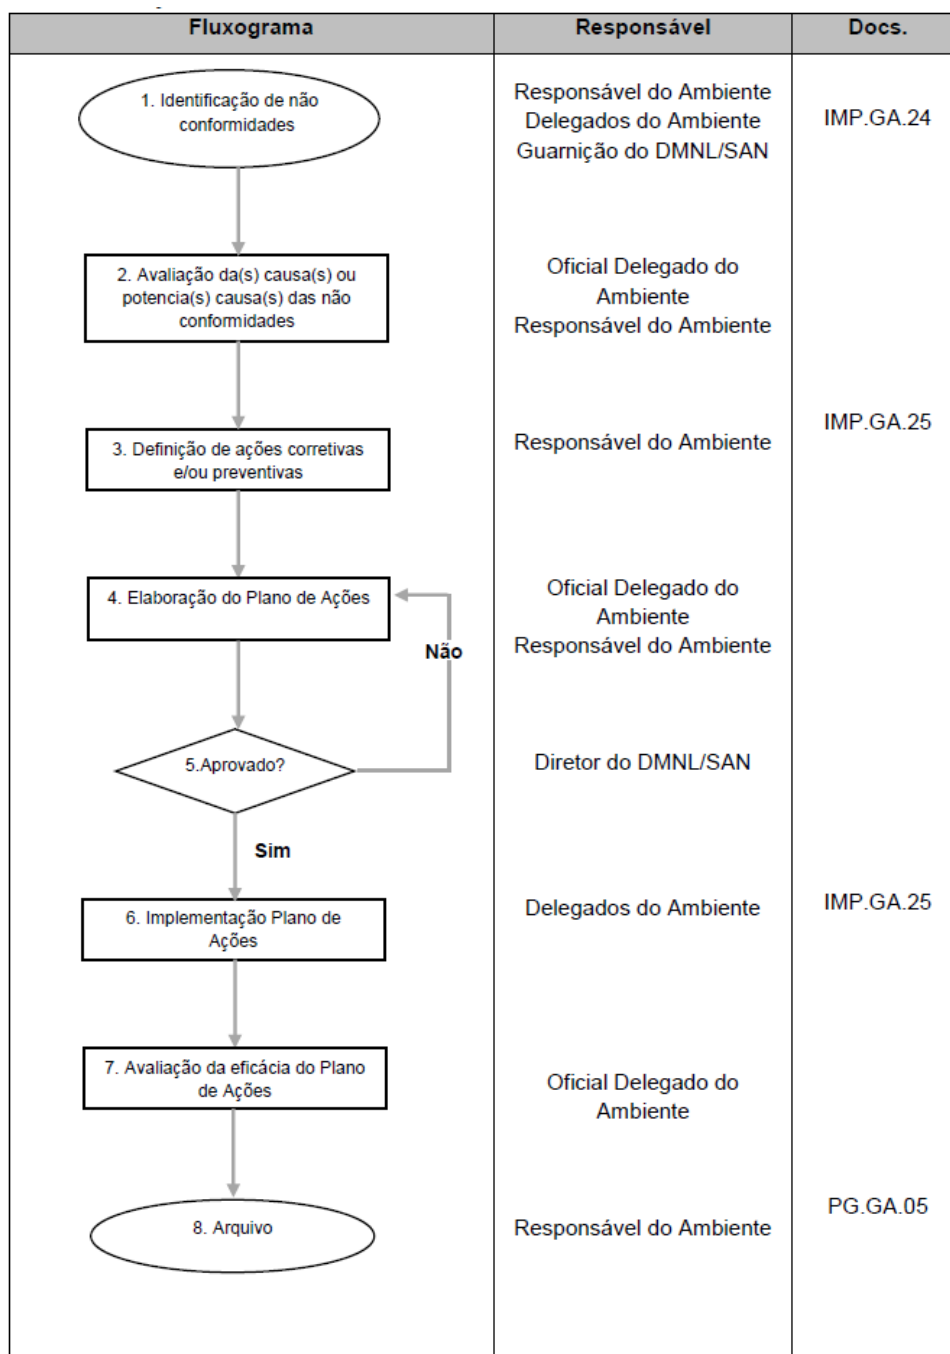 Fluxograma
Responsável
Docs.
1. Identificação de não
conformidades
Responsável do Ambiente
Delegados do Ambiente
Guarnição do DMNL/SAN
IMP.GA.24
2. Avaliação da(s) causa(s) ou
potencia(s) causa(s) das não
conformidades
Oficial Delegado do
Ambiente
Responsável do Ambiente
3. Definição de ações corretivas
e/ou preventivas
Responsável do Ambiente
IMP.GA.25
4. Elaboração do Plano de Ações
Oficial Delegado do
Ambiente
Responsável do Ambiente
Não
5.Aprovado?
Diretor do DMNL/SAN
Sim
6. Implementação Plano de
Ações
Delegados do Ambiente
IMP.GA.25
7. Avaliação da eficácia do Plano
de Ações
Oficial Delegado do
Ambiente
8. Arquivo
Responsável do Ambiente
PG.GA.05